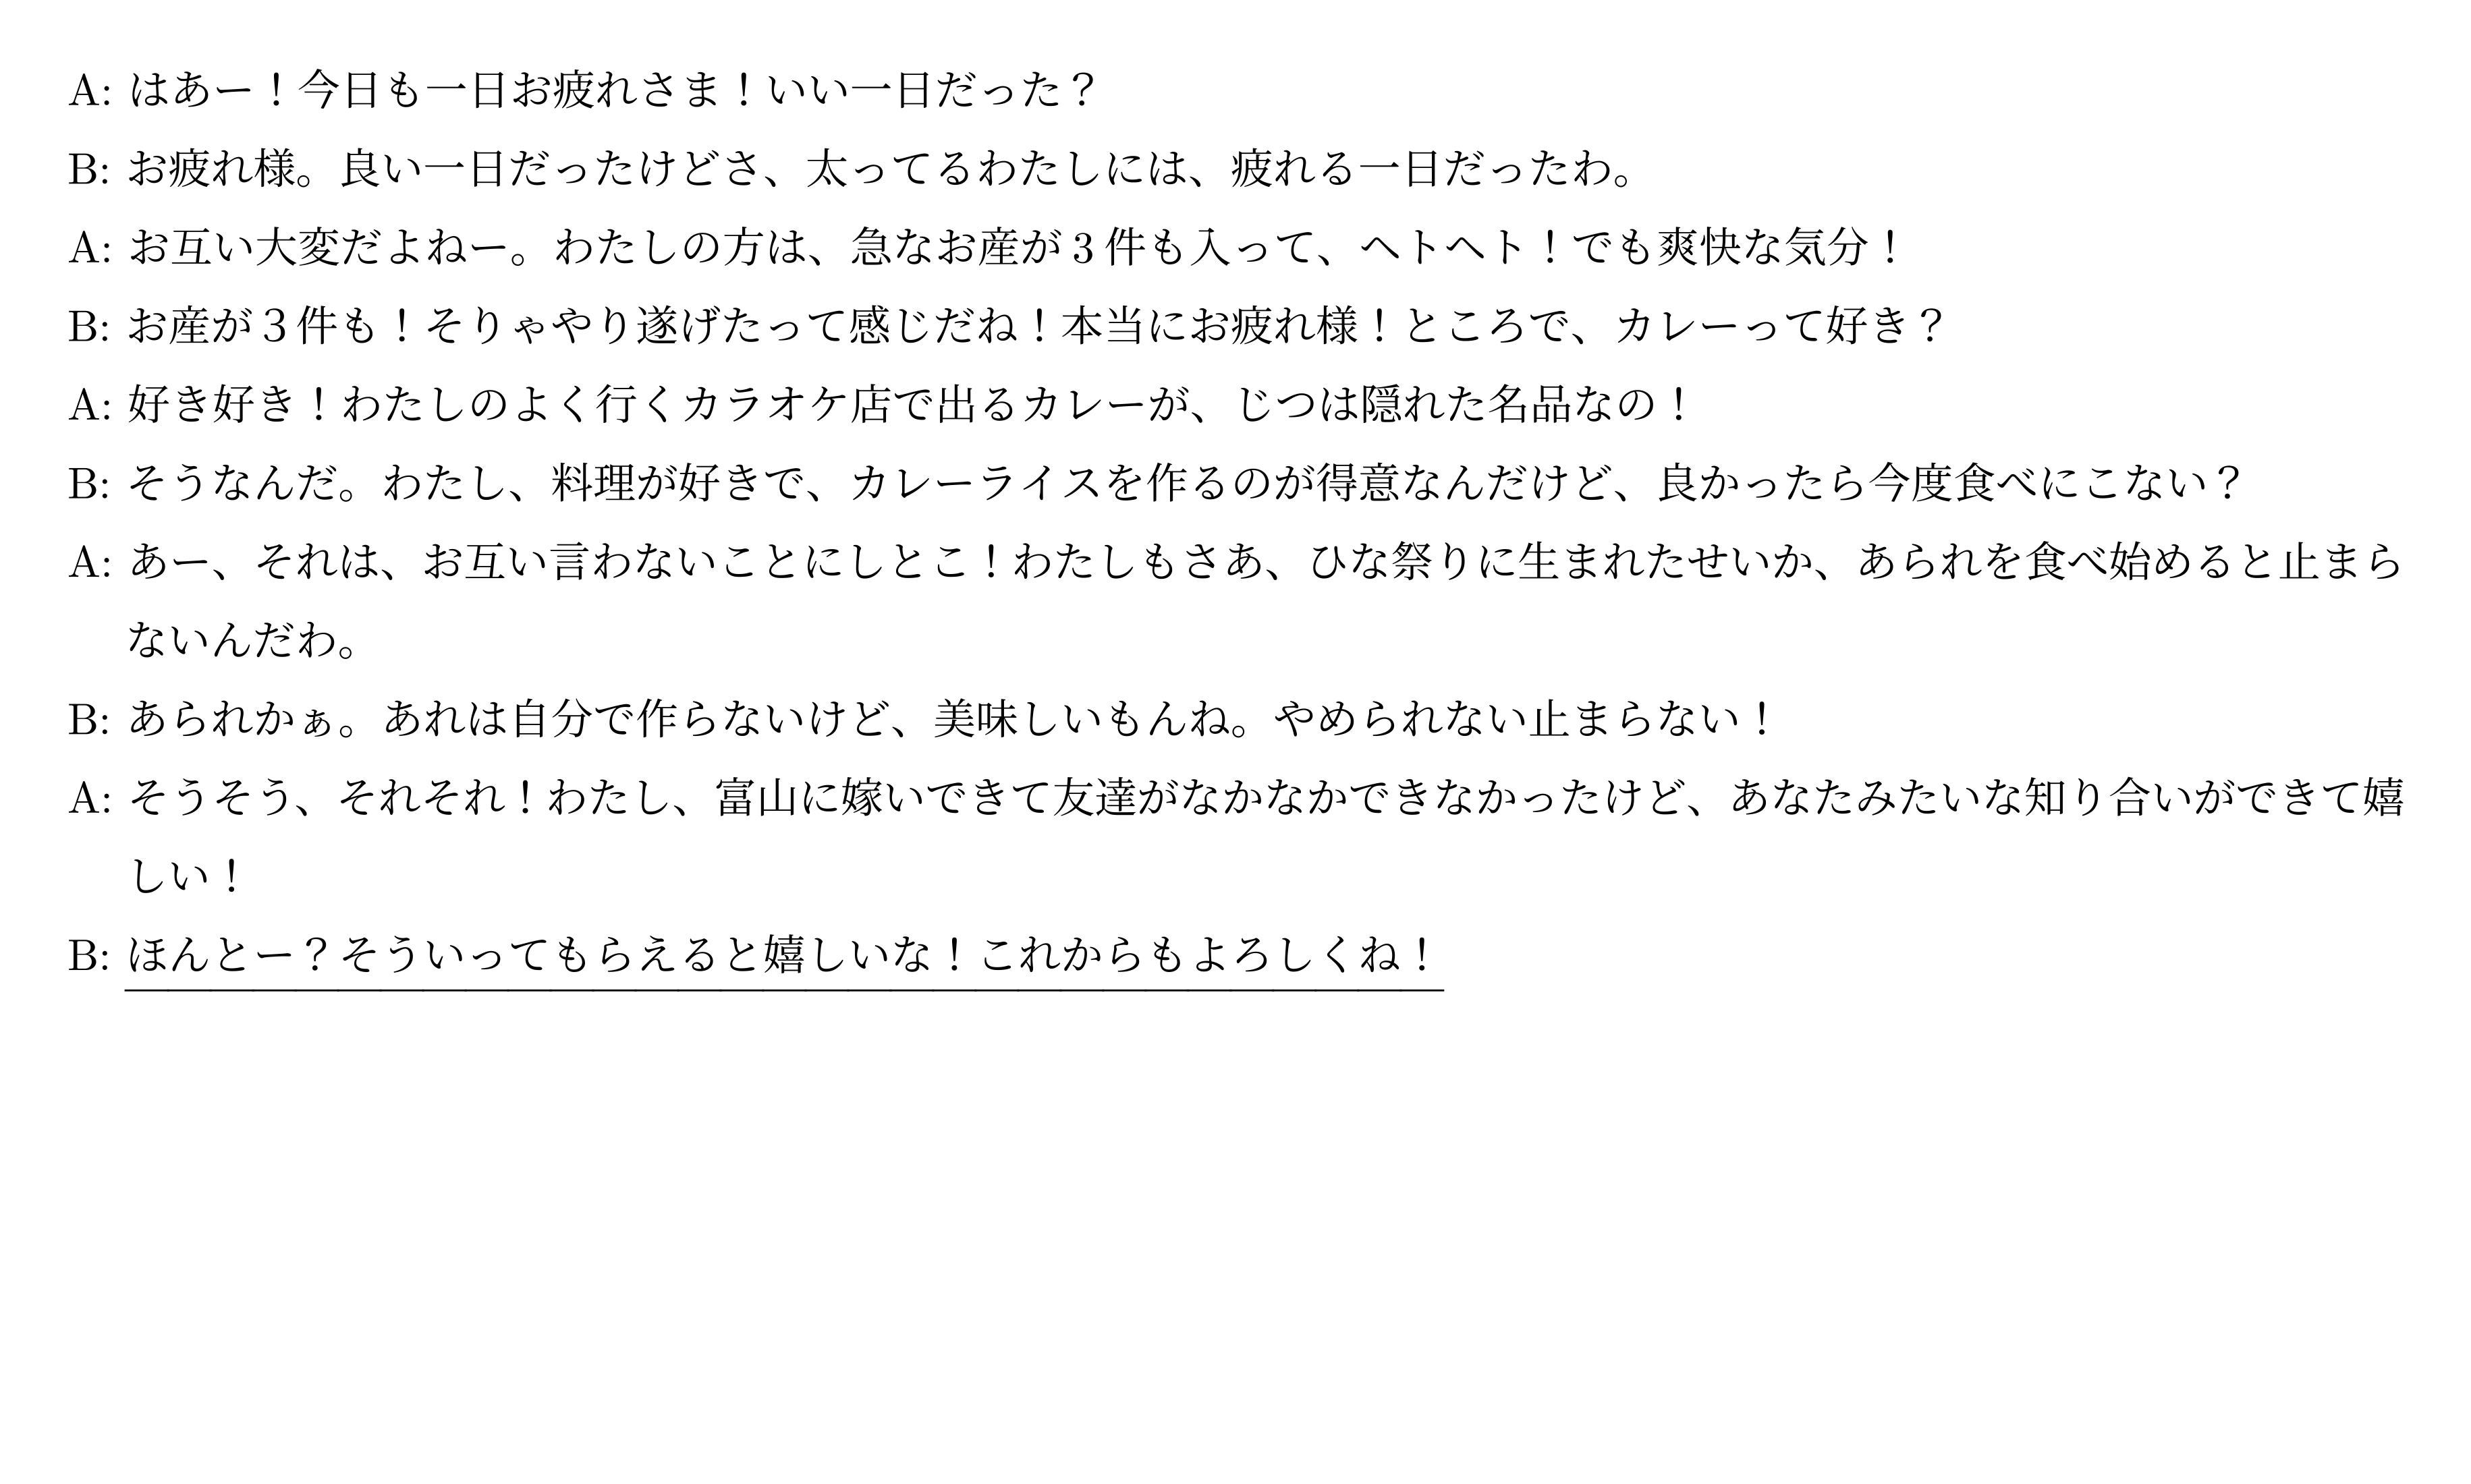 A: はあー！今日も一日お疲れさま！いい一日だった？
B: お疲れ様。良い一日だったけどさ、太ってるわたしには、疲れる一日だったわ。
A: お互い大変だよねー。わたしの方は、急なお産が3件も入って、ヘトヘト！でも爽快な気分！
B: お産が3件も！そりゃやり遂げたって感じだね！本当にお疲れ様！ところで、カレーって好き？
A: 好き好き！わたしのよく行くカラオケ店で出るカレーが、じつは隠れた名品なの！
B: そうなんだ。わたし、料理が好きで、カレーライスを作るのが得意なんだけど、良かったら今度食べにこない？
A: あー、それは、お互い言わないことにしとこ！わたしもさあ、ひな祭りに生まれたせいか、あられを食べ始めると止まら
ないんだわ。
B: あられかぁ。あれは自分で作らないけど、美味しいもんね。やめられない止まらない！
A: そうそう、それそれ！わたし、富山に嫁いできて友達がなかなかできなかったけど、あなたみたいな知り合いができて嬉
しい！
B: ほんとー？そういってもらえると嬉しいな！これからもよろしくね！